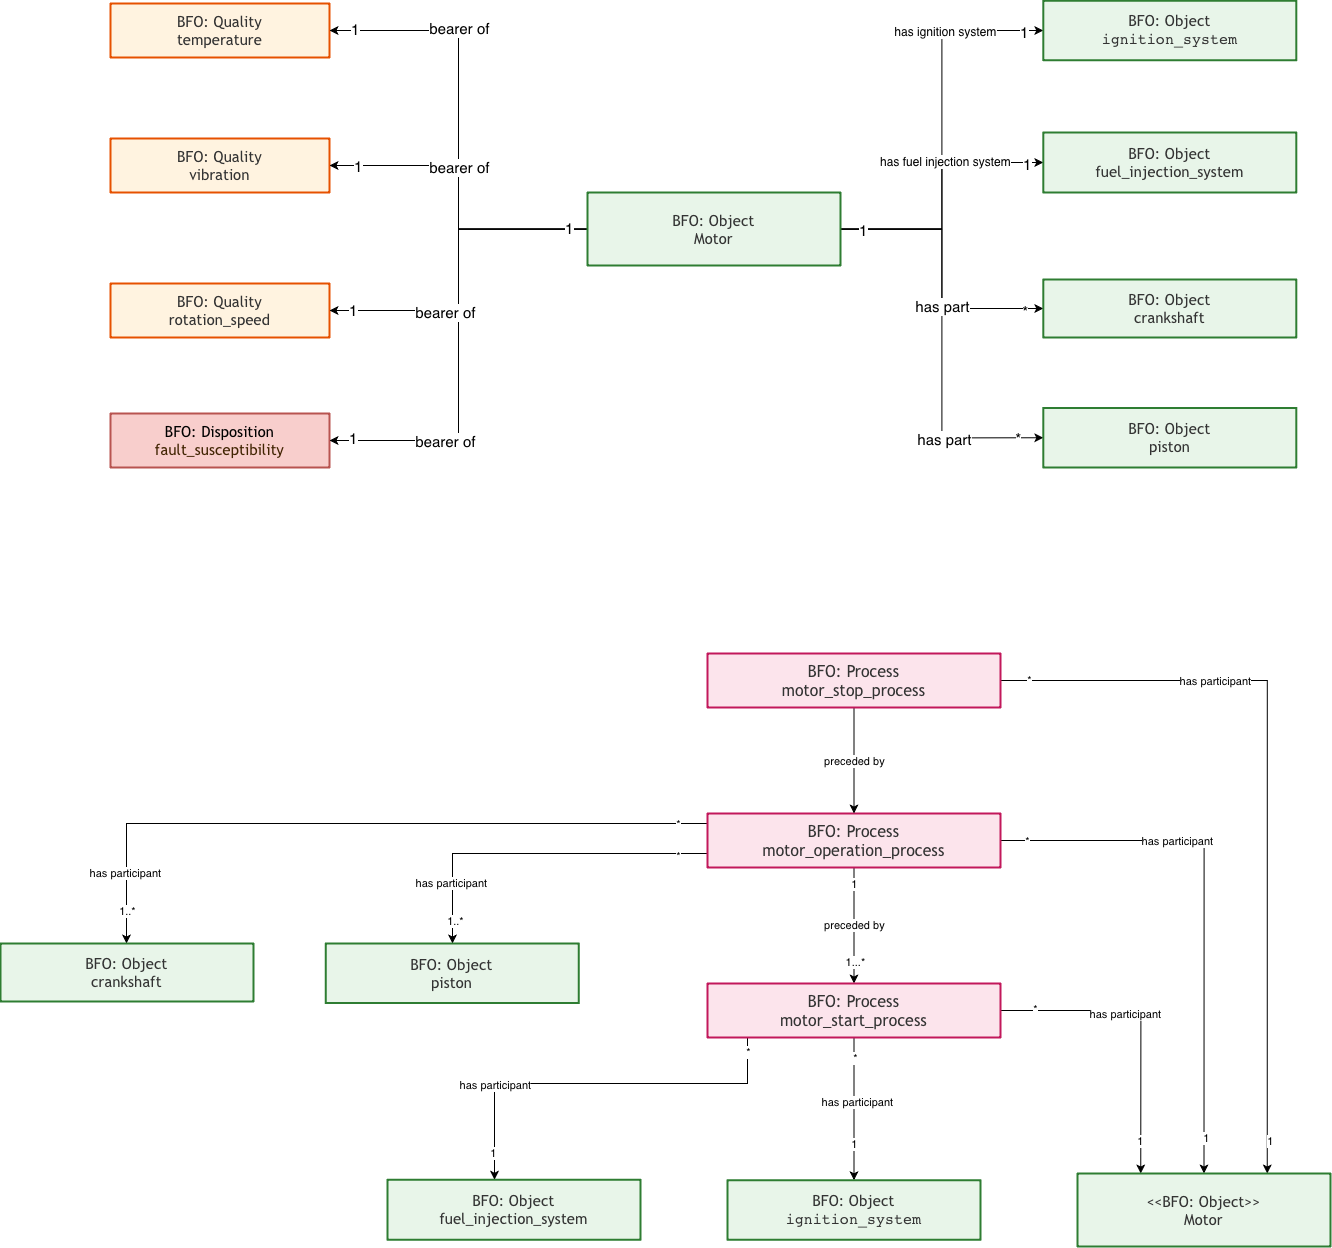 BFO: Quality
temperature
1
bearer of
has ignition system
1
BFO: Object
ignition_system
BFO: Quality
vibration
1
bearer of
has fuel injection system
1
BFO: Object
fuel_injection_system
1
BFO: Object
Motor
1
BFO: Quality
rotation_speed
1
bearer of
has part
*
BFO: Object
crankshaft
BFO: Disposition
fault_susceptibility
1
bearer of
has part
*
BFO: Object
piston
BFO: Process
motor_stop_process
*
has participant
preceded by
BFO: Process
motor_operation_process
*
*
*
has participant
has participant
has participant
1
preceded by
1..*
1..*
1...*
BFO: Object
crankshaft
BFO: Object
piston
BFO: Process
motor_start_process
*
has participant
*
*
has participant
has participant
1
1
1
1
1
BFO: Object
fuel_injection_system
BFO: Object
ignition_system
<<BFO: Object>>
Motor